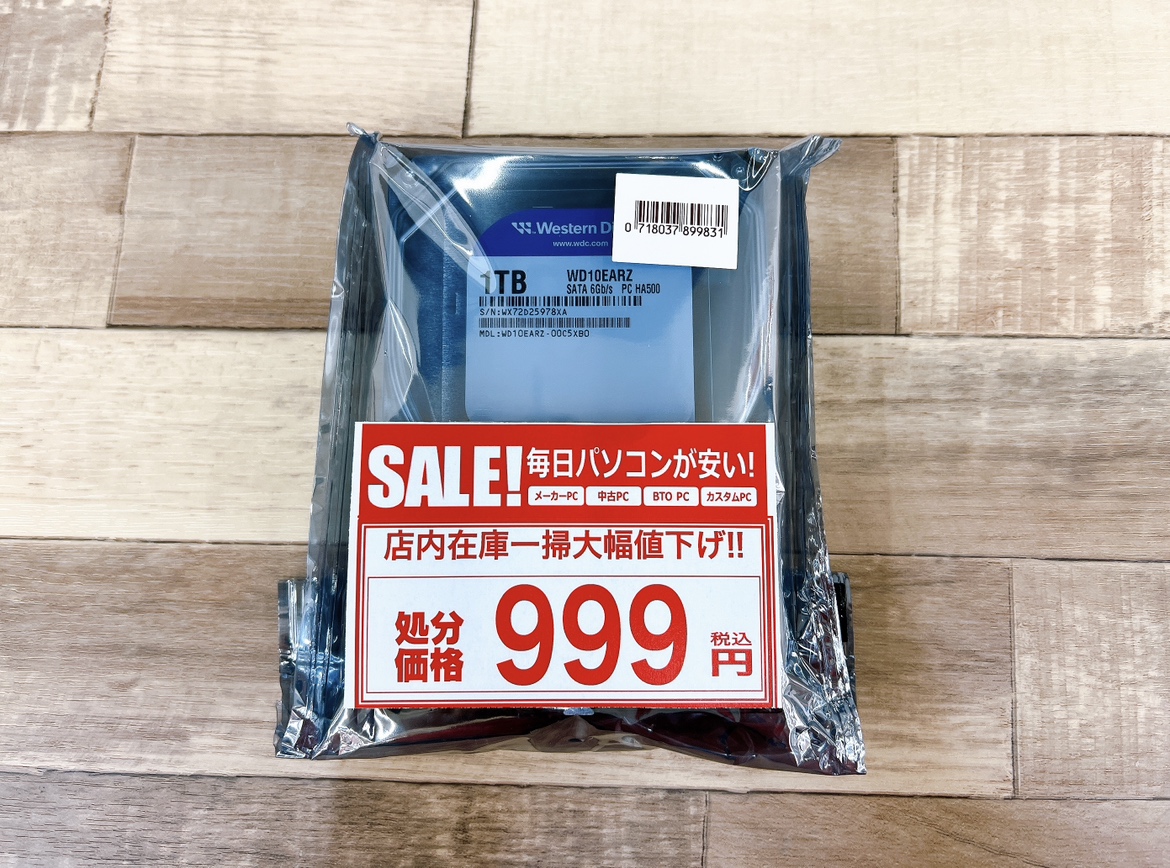 Western Di
www.wdc.com
0 718037 899831
1TB
WD10EARZ
SATA 6Gb/s PC HA500
S/N:WX72D25978XA
MDL:WD10EARZ-00C5XB0
SALE! 毎日パソコンが安い!
メーカーPC 中古PC BTO PC カスタムPC
店内在庫一掃大幅値下げ!!
処分価格 999 税込円